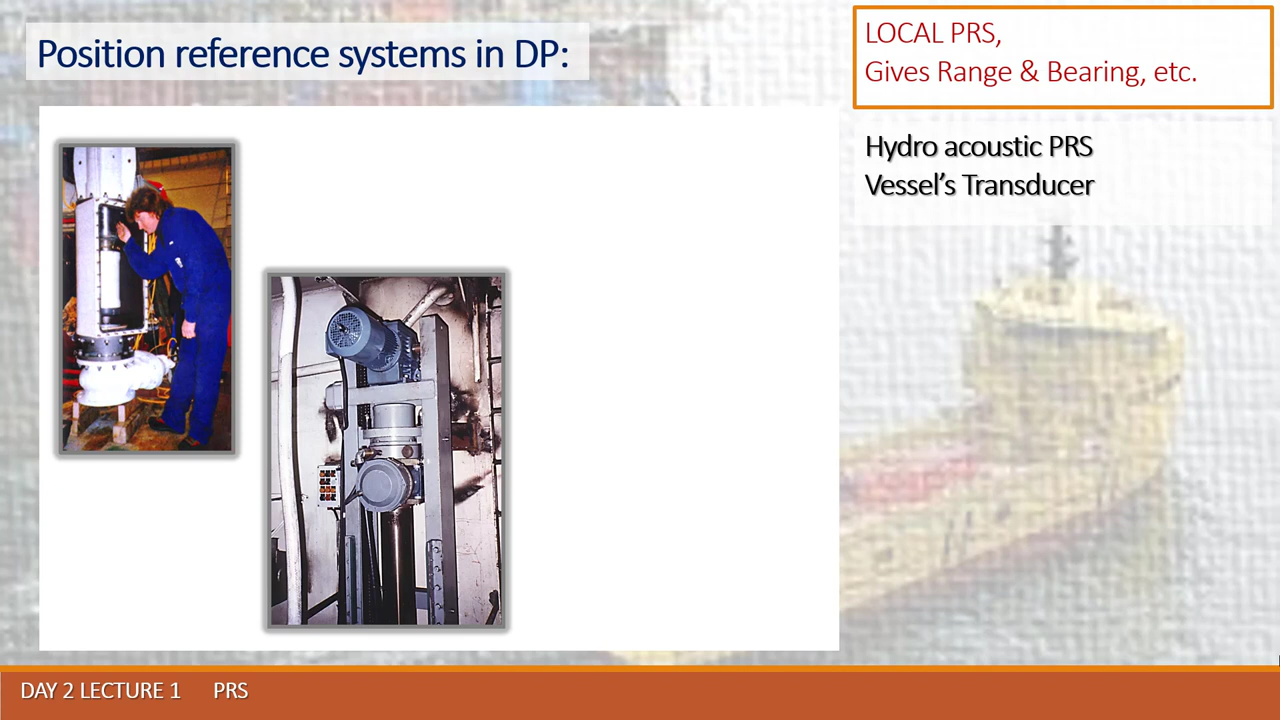 Position reference systems in DP:
LOCAL PRS,
Gives Range & Bearing, etc.
Hydro acoustic PRS
Vessel's Transducer
DAY 2 LECTURE 1 PRS